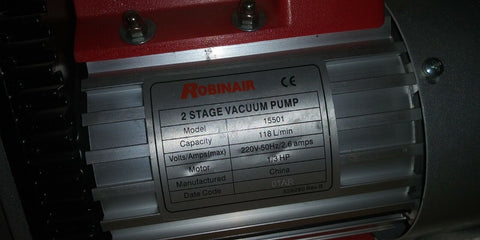 ROBINAIR CE
2 STAGE VACUUM PUMP
Model 15501
Capacity 118 L/min
Volts/Amps(max) 220V-50Hz/2.6 amps
Motor 1/3 HP
Manufactured China
Date Code 01AR